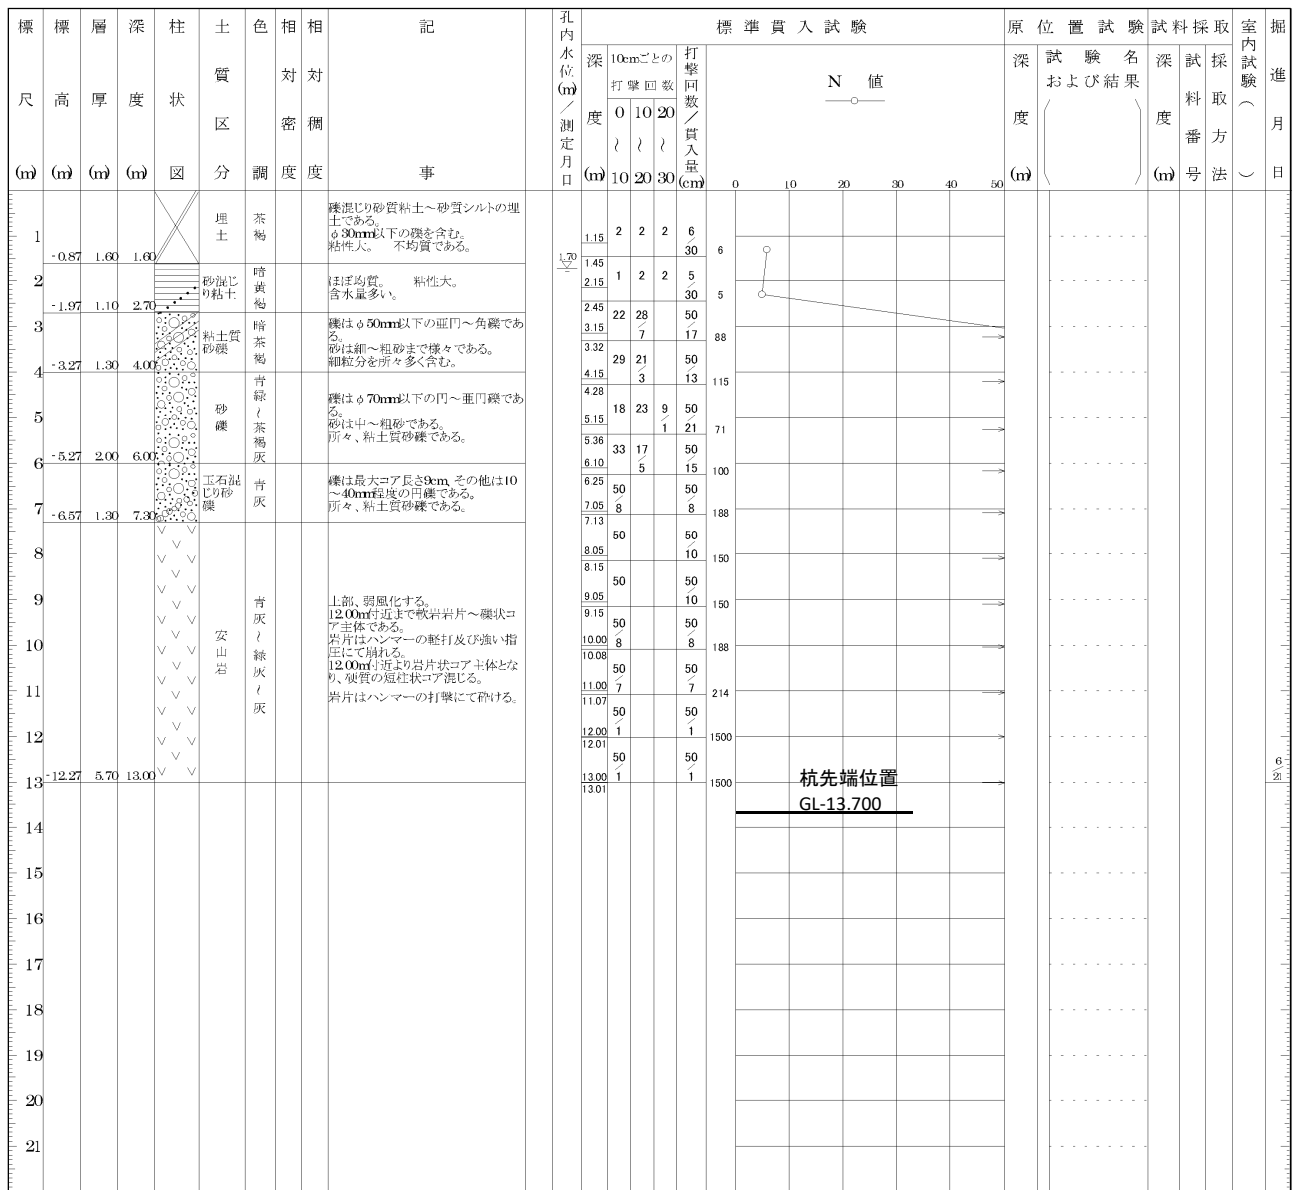 標尺(m)
標高(m)
層厚(m)
深度(m)
柱状図
土質区分
色調
相対密度
相対稠度
記事
孔内水位(m)/測定月日
標準貫入試験
深度(m)
10cmごとの
打撃回数
0 10 20
~ ~ ~
10 20 30
打撃回数/貫入量(cm)
N 値
0 10 20 30 40 50
原位置試験
深度(m)
試験名
および結果
試料採取
深度(m)
試料番号
採取方法
室内試験( )
掘進月日
1
2
3
4
5
6
7
8
9
10
11
12
13
14
15
16
17
18
19
20
21
-0.87 1.60 1.60
埋土
茶褐
礫混じり砂質粘土～砂質シルトの埋
土である。
φ30mm以下の礫を含む。
粘性大。 不均質である。
-1.97 1.10 2.70
砂混じ
り粘土
暗黄褐
ほぼ均質。 粘性大。
含水量多い。
-3.27 1.30 4.00
粘土質
砂礫
暗茶褐
礫はφ50mm以下の亜円～角礫であ
る。
砂は細～粗砂まで様々である。
細粒分を所々多く含む。
-5.27 2.00 6.00
砂礫
青緑～茶褐灰
礫はφ70mm以下の円～亜円礫であ
る。
砂は中～粗砂である。
所々、粘土質砂礫である。
-6.57 1.30 7.30
玉石混
じり砂
礫
青灰
礫は最大コア長さ9cm、その他は10
～40mm程度の円礫である。
所々、粘土質砂礫である。
-12.27 5.70 13.00
安山岩
青灰～緑灰～灰
上部、弱風化する。
12.00m付近まで軟岩岩片～礫状コ
ア主体である。
岩片はハンマーの軽打及び強い指
圧にて崩れる。
12.00m付近より岩片状コア主体とな
り、硬質の短柱状コア混じる。
岩片はハンマーの打撃にて砕ける。
1.70
1.15 2 2 2 6/30 6
1.45
2.15 1 2 2 5/30 5
2.45
3.15 22 28/7 50/17 88
3.32
4.15 29 21/3 50/13 115
4.28
5.15 18 23 9/1 50/21 71
5.36
6.10 33 17/5 50/15 100
6.25
7.05 50/8 50/8 188
7.13
8.05 50 50/10 150
8.15
9.05 50 50/10 150
9.15
10.00 50/8 50/8 188
10.08
11.00 50/7 50/7 214
11.07
12.00 50/1 50/1 1500
12.01
13.00 50/1 50/1 1500
13.01
杭先端位置
GL-13.700
6/21